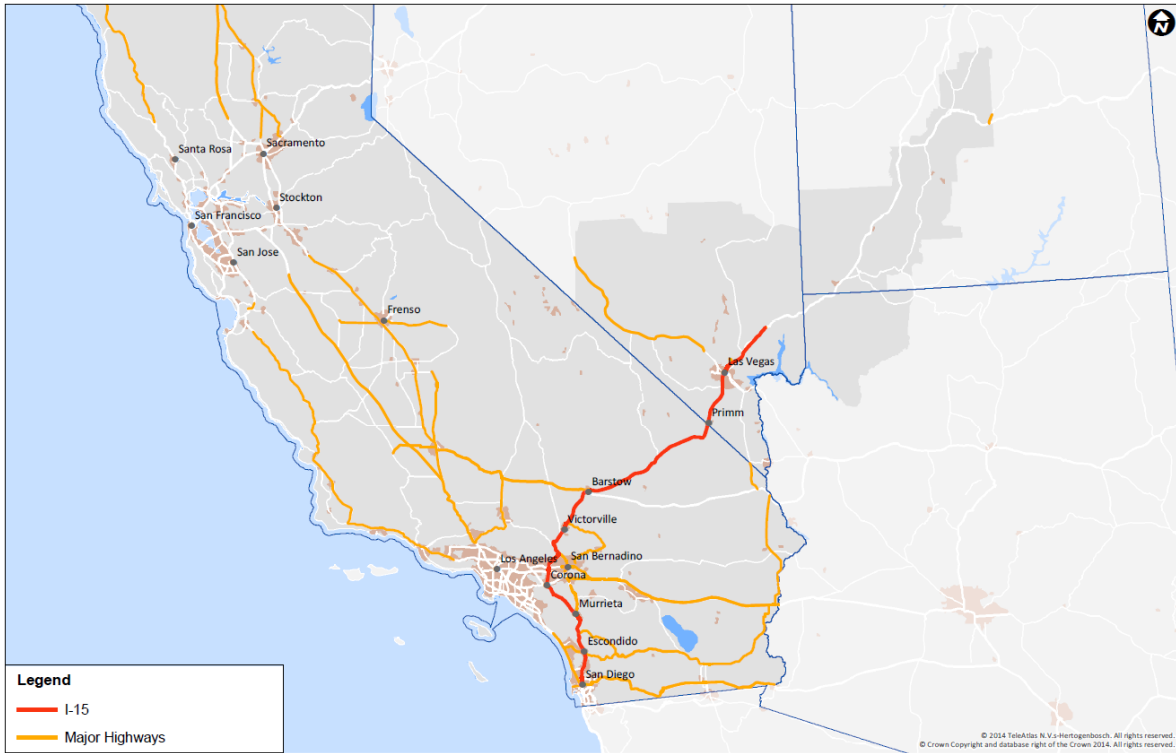 N
Santa Rosa
Sacramento
Stockton
San Francisco
San Jose
Frenso
Las Vegas
Primm
Barstow
Victorville
Los Angeles
San Bernadino
Corona
Murrieta
Escondido
San Diego
Legend
I-15
Major Highways
© 2014 TeleAtlas N.V.s-Hertogenbosch. All rights reserved.
© Crown Copyright and database right of the Crown 2014. All rights reserved.